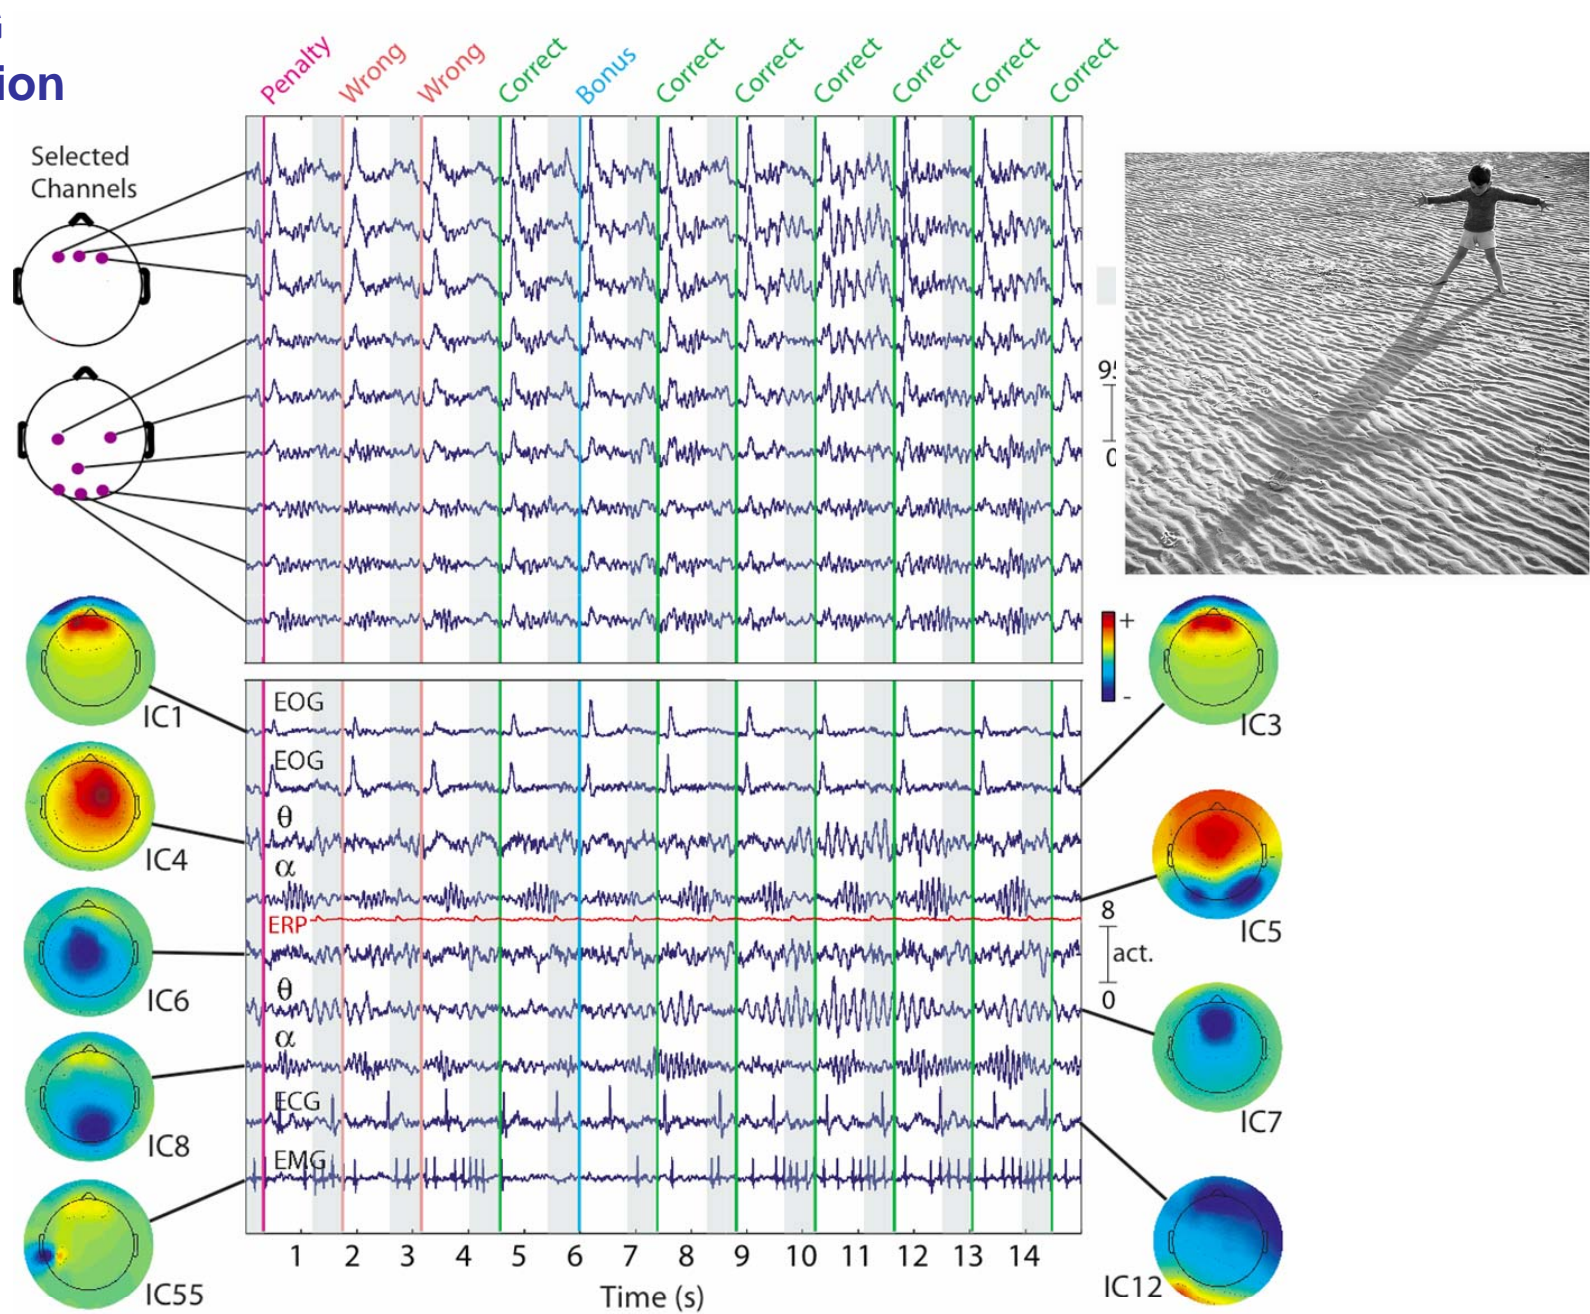 ion
Penalty
Wrong
Wrong
Correct
Bonus
Correct
Correct
Correct
Correct
Correct
Correct
Selected
Channels
0
EOG
EOG
θ
α
ERP
θ
α
ECG
EMG
IC1
IC4
IC6
IC8
IC55
+
-
IC3
IC5
8
act.
0
IC7
IC12
1 2 3 4 5 6 7 8 9 10 11 12 13 14
Time (s)